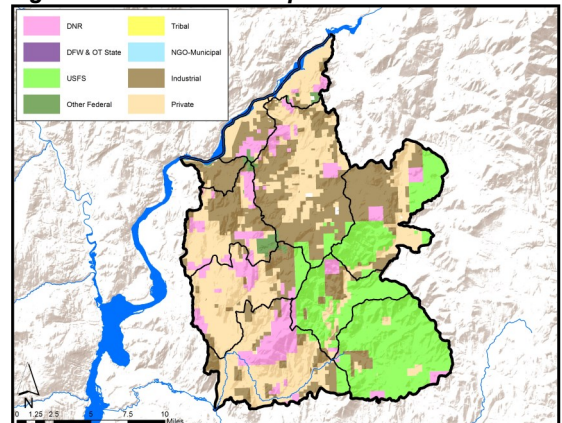 DNR
Tribal
DFW & OT State
NGO-Municipal
USFS
Industrial
Other Federal
Private
N
0 1.25 2.5 5 7.5 10
Miles